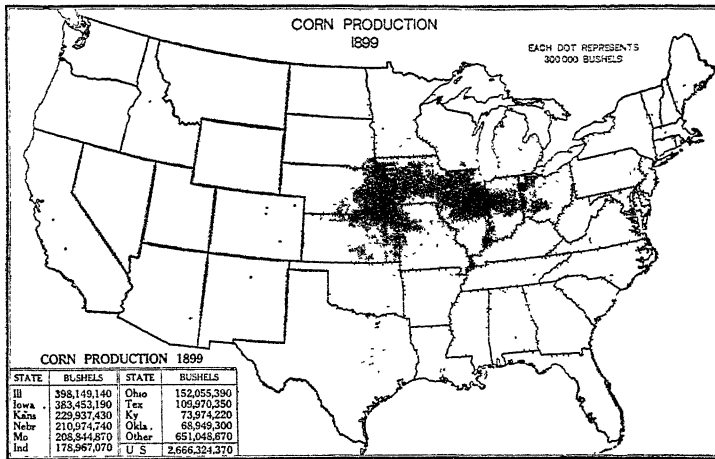 CORN PRODUCTION
1899
EACH DOT REPRESENTS
300000 BUSHELS
CORN PRODUCTION 1899
STATE BUSHELS STATE BUSHELS
Ill 398,149,140 Ohio 152,055,390
Iowa . 383,453,190 Tex 109,970,350
Kans 229,937,430 Ky 73,974,220
Nebr 210,974,740 Okla . 68,949,300
Mo 208,844,870 Other 651,048,670
Ind 178,967,070 U S 2,666,324,370